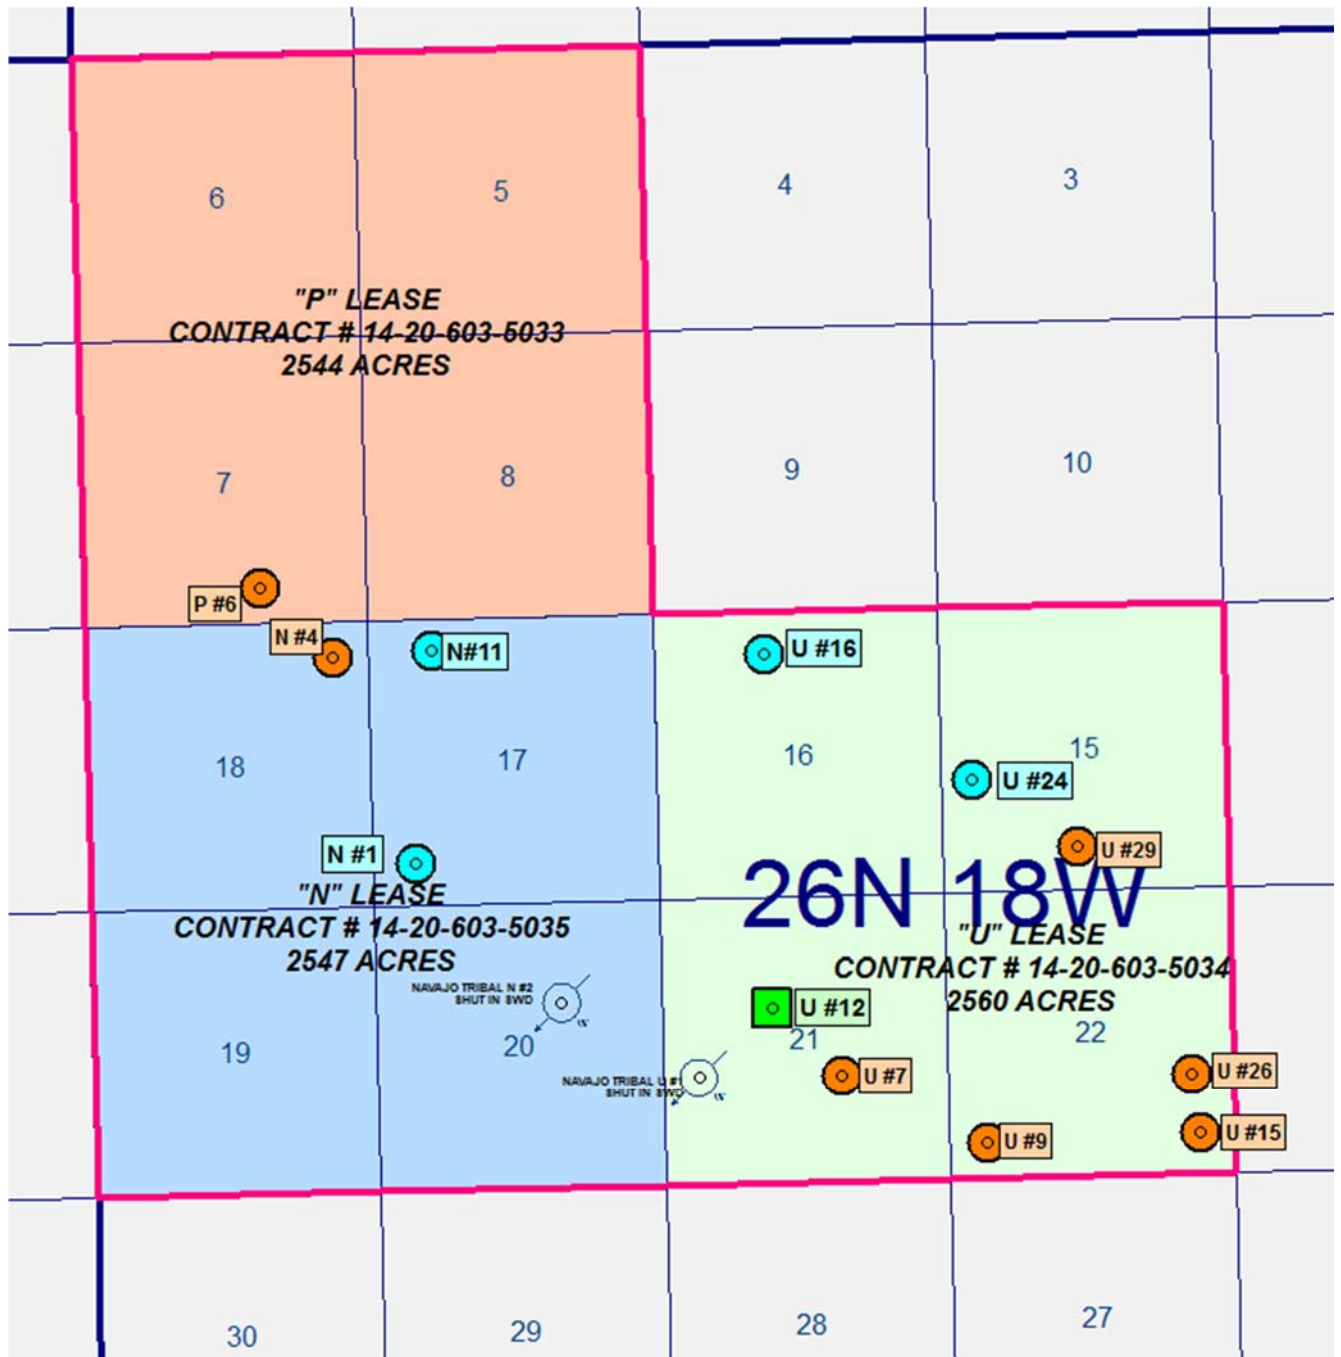 6
5
4
3
"P" LEASE
CONTRACT # 14-20-603-5033
2544 ACRES
7
8
9
10
P #6
N #4
N#11
U #16
18
17
16
15
U #24
N #1
U #29
26N 18W
"N" LEASE
CONTRACT # 14-20-603-5035
2547 ACRES
"U" LEASE
CONTRACT # 14-20-603-5034
2560 ACRES
NAVAJO TRIBAL N #2
SHUT IN SWD
W
U #12
19
20
21
22
NAVAJO TRIBAL U #1
SHUT IN SWD
W
U #7
U #26
U #9
U #15
30
29
28
27